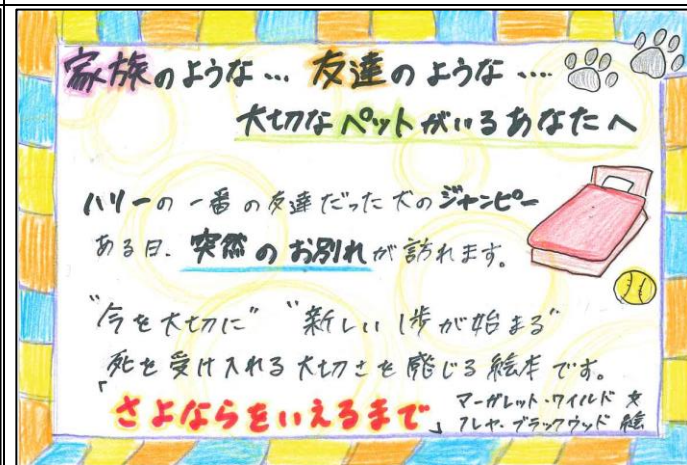 家族のような… 友達のような ….
大切なペットがいるあなたへ
ハリーの一番の友達だった犬のジャンピー
ある日、突然のお別れが訪れます。
"今を大切に" "新しい1歩が始まる"
死を受け入れる大切さを感じる絵本です。
「さよならをいえるまで」 マーガレット・ワイルド 文
フレヤ・ブラックウッド 絵